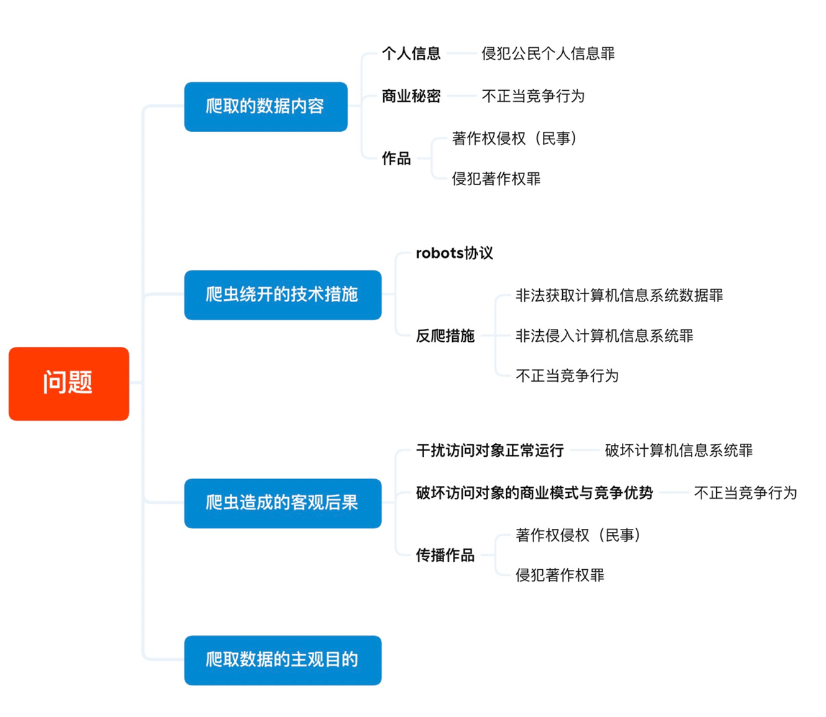 问题
爬取的数据内容
个人信息
侵犯公民个人信息罪
商业秘密
不正当竞争行为
作品
著作权侵权（民事）
侵犯著作权罪
爬虫绕开的技术措施
robots协议
反爬措施
非法获取计算机信息系统数据罪
非法侵入计算机信息系统罪
不正当竞争行为
爬虫造成的客观后果
干扰访问对象正常运行
破坏计算机信息系统罪
破坏访问对象的商业模式与竞争优势
不正当竞争行为
传播作品
著作权侵权（民事）
侵犯著作权罪
爬取数据的主观目的